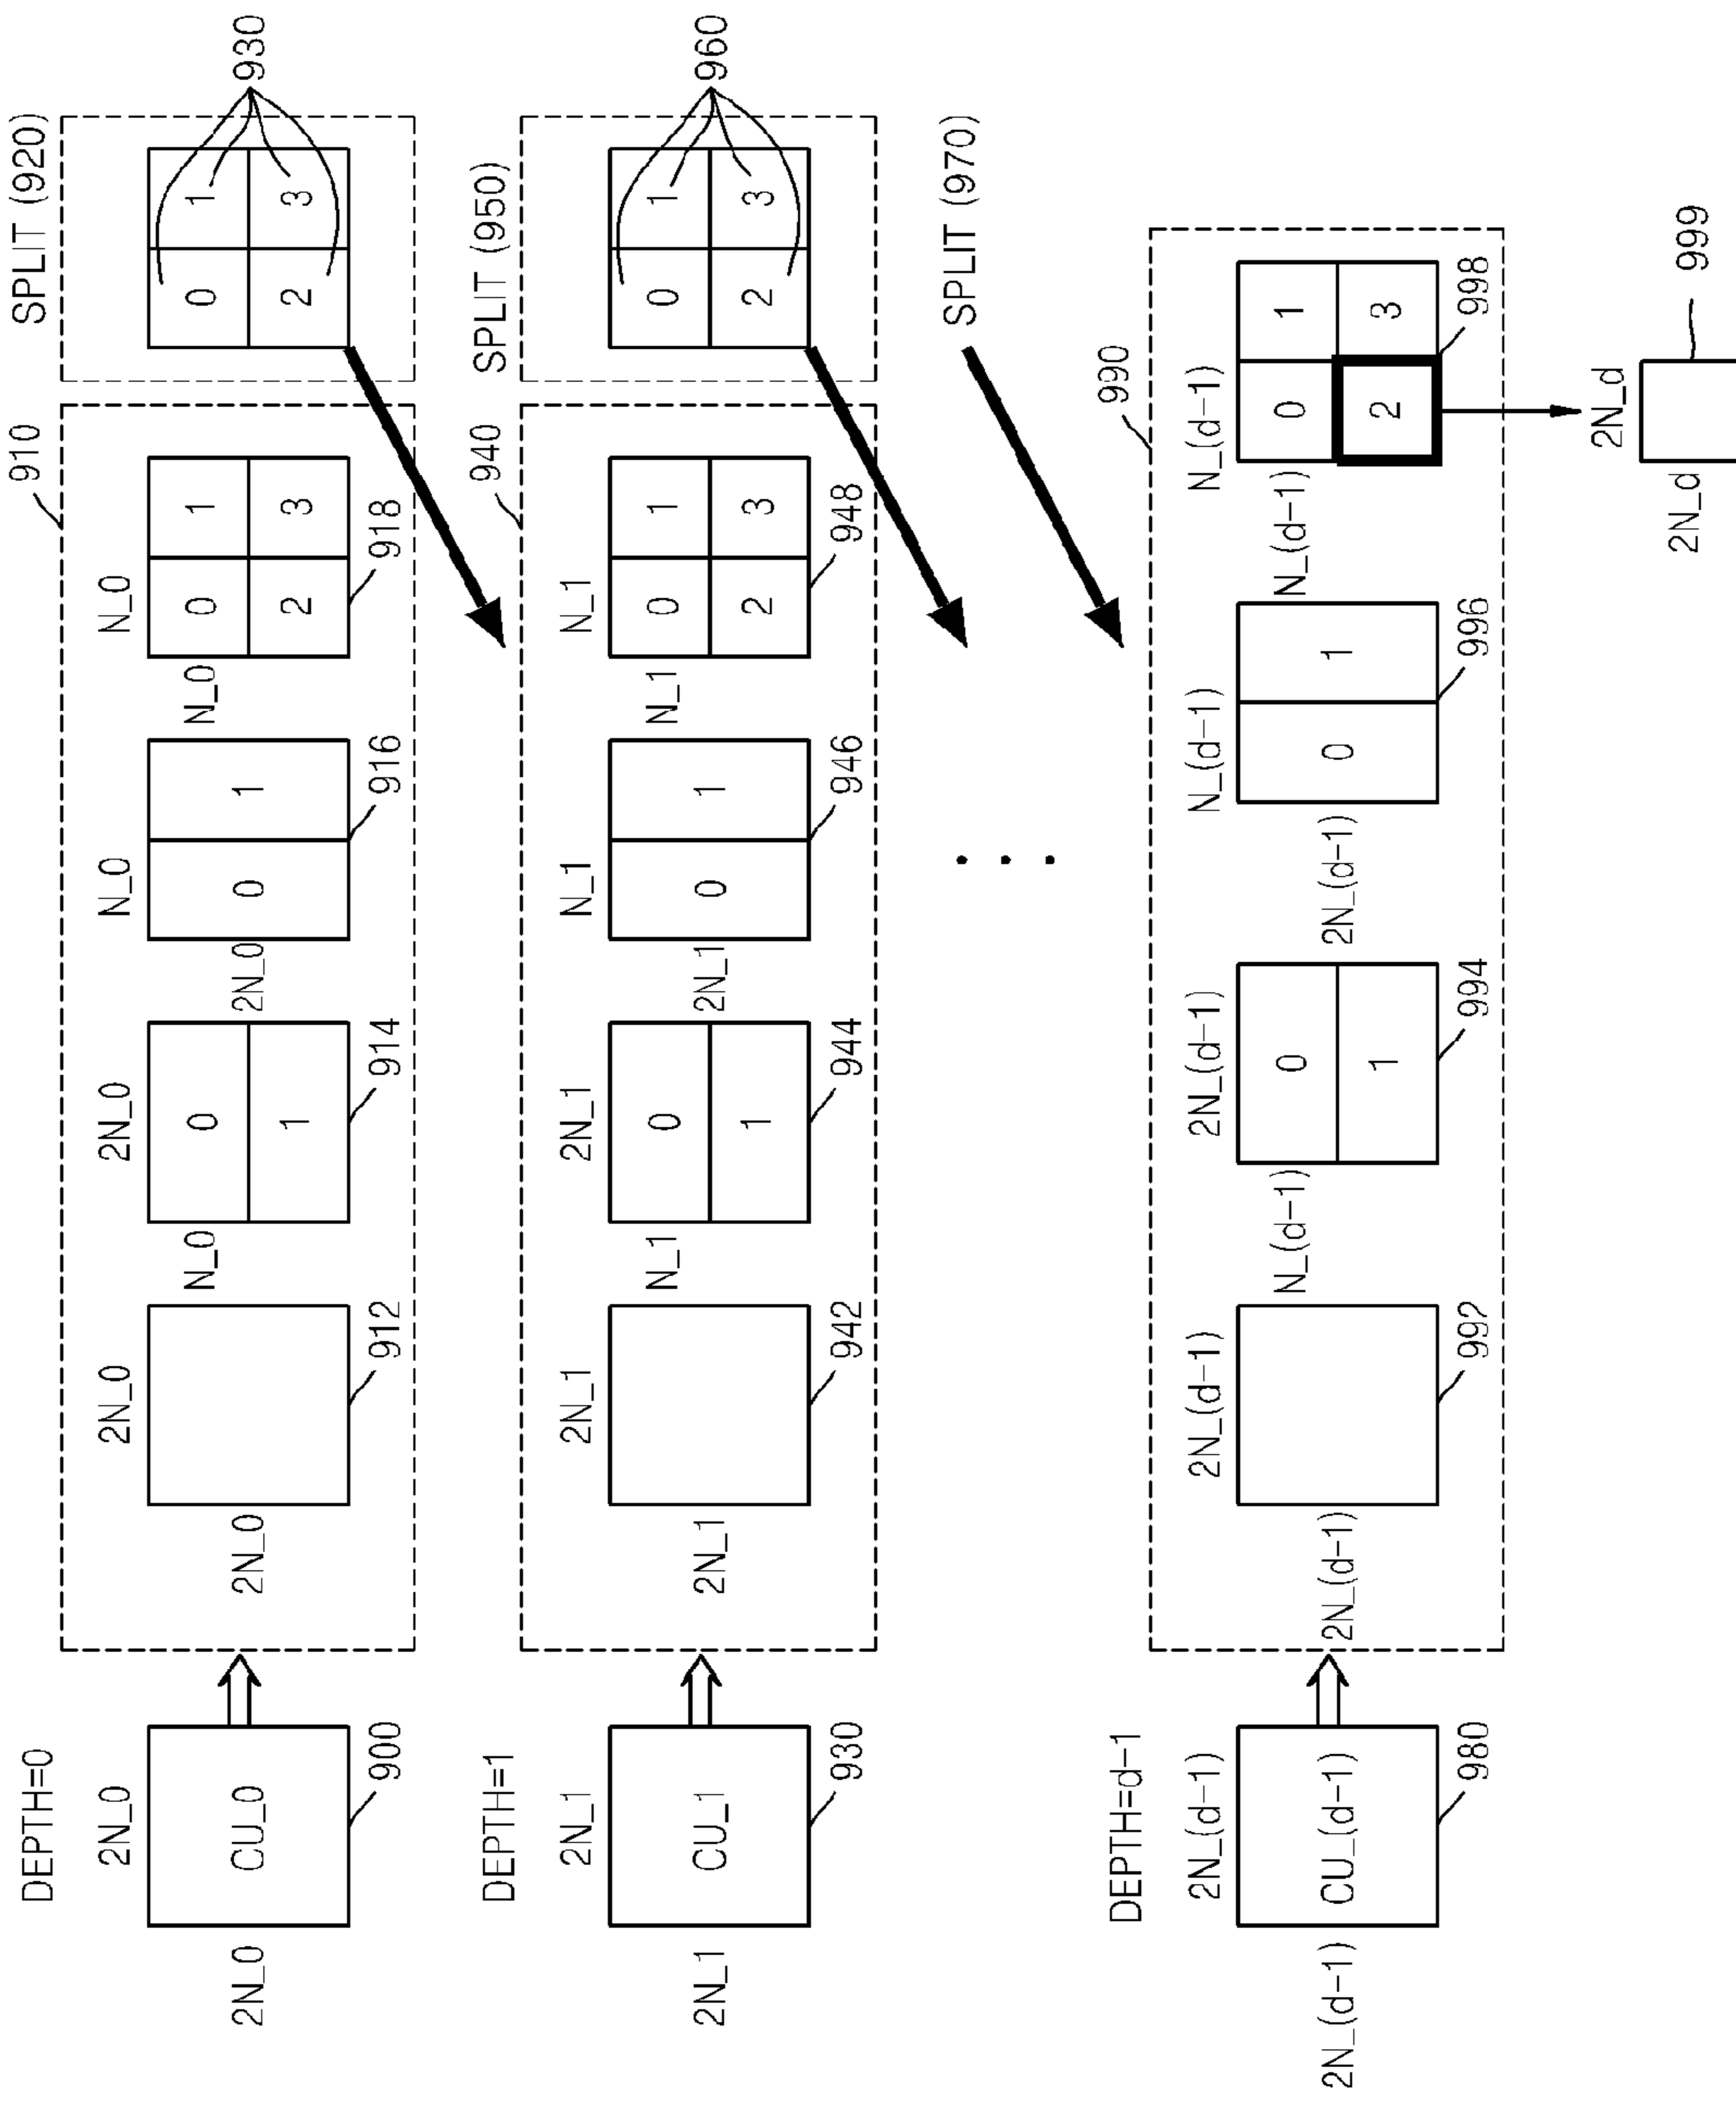 DEPTH=0
2N_0
2N_0
CU_0
900
910
2N_0
2N_0
912
2N_0
N_0
0
1
914
N_0
2N_0
0
1
916
N_0
N_0
0
1
2
3
918
SPLIT (920)
0
1
2
3
930
DEPTH=1
2N_1
2N_1
CU_1
930
940
2N_1
2N_1
942
2N_1
N_1
0
1
944
N_1
2N_1
0
1
946
N_1
N_1
0
1
2
3
948
SPLIT (950)
0
1
2
3
960
SPLIT (970)
DEPTH=d-1
2N_(d-1)
2N_(d-1)
CU_(d-1)
980
990
2N_(d-1)
2N_(d-1)
992
2N_(d-1)
N_(d-1)
0
1
994
N_(d-1)
2N_(d-1)
0
1
996
N_(d-1)
N_(d-1)
0
1
2
3
998
2N_d
2N_d
999